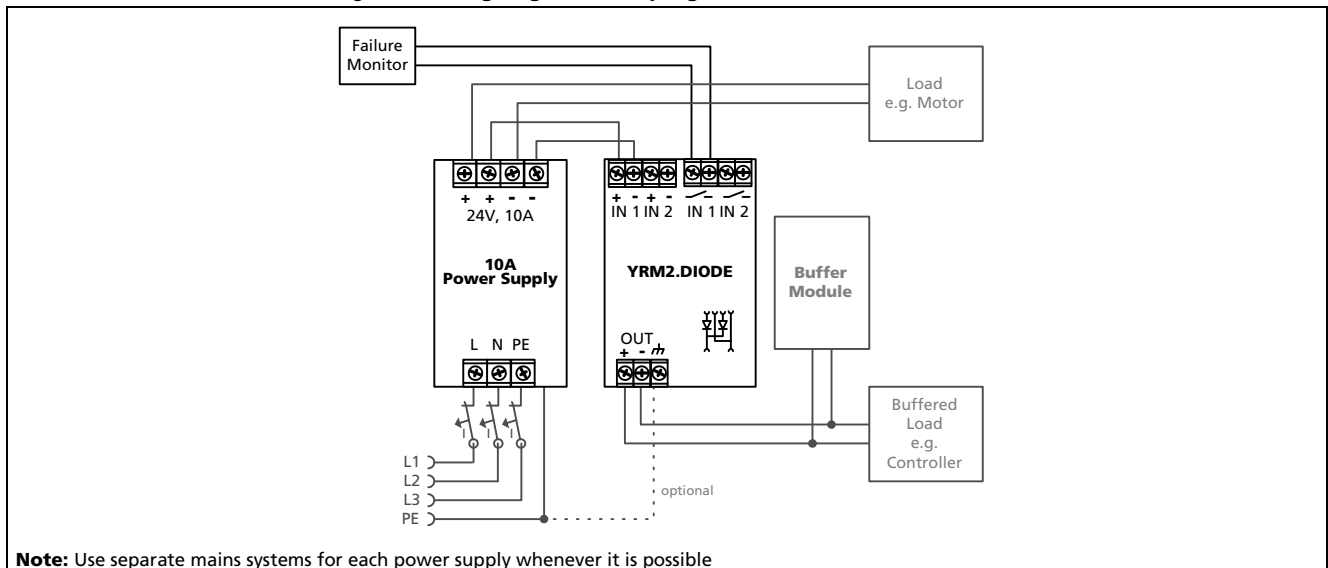 Failure
Monitor
Load
e.g. Motor
+ + - -
24V, 10A
10A
Power Supply
L N PE
+ - + -
IN 1 IN 2 IN 1 IN 2
YRM2.DIODE
OUT
+ -
Buffer
Module
Buffered
Load
e.g.
Controller
L1
L2
L3
PE
I I I
optional
Note: Use separate mains systems for each power supply whenever it is possible